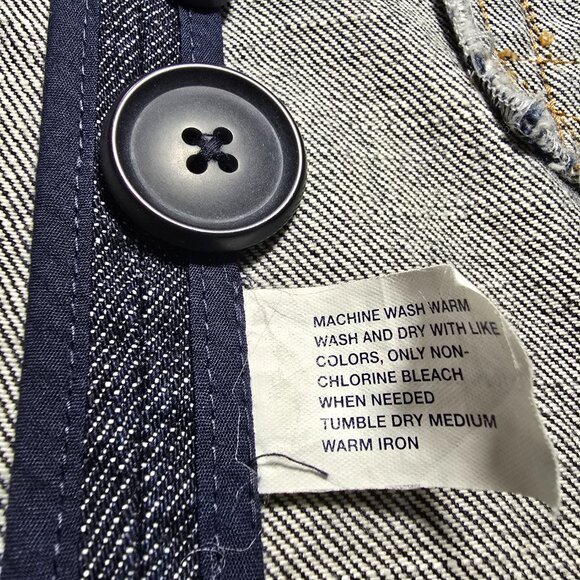 MACHINE WASH WARM
WASH AND DRY WITH LIKE
COLORS, ONLY NON-
CHLORINE BLEACH
WHEN NEEDED
TUMBLE DRY MEDIUM
WARM IRON